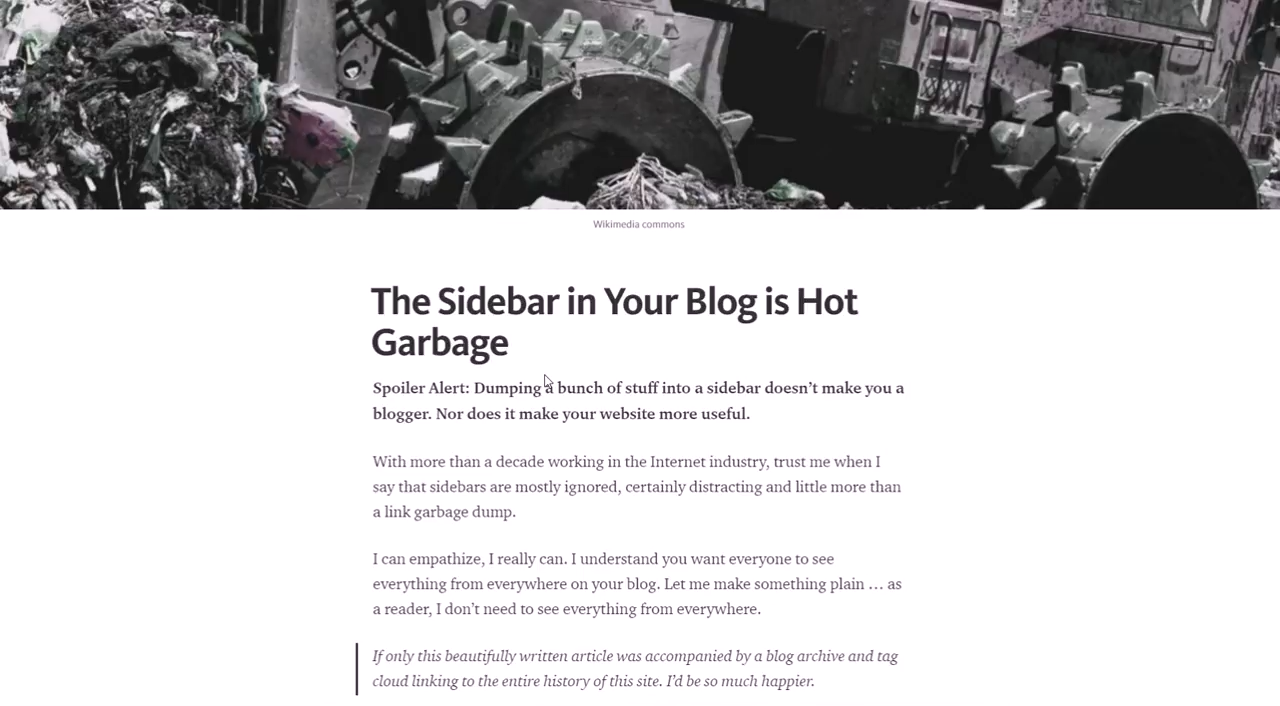 Wikimedia commons
The Sidebar in Your Blog is Hot
Garbage
Spoiler Alert: Dumping a bunch of stuff into a sidebar doesn’t make you a
blogger. Nor does it make your website more useful.
With more than a decade working in the Internet industry, trust me when I
say that sidebars are mostly ignored, certainly distracting and little more than
a link garbage dump.
I can empathize, I really can. I understand you want everyone to see
everything from everywhere on your blog. Let me make something plain … as
a reader, I don’t need to see everything from everywhere.
If only this beautifully written article was accompanied by a blog archive and tag
cloud linking to the entire history of this site. I’d be so much happier.